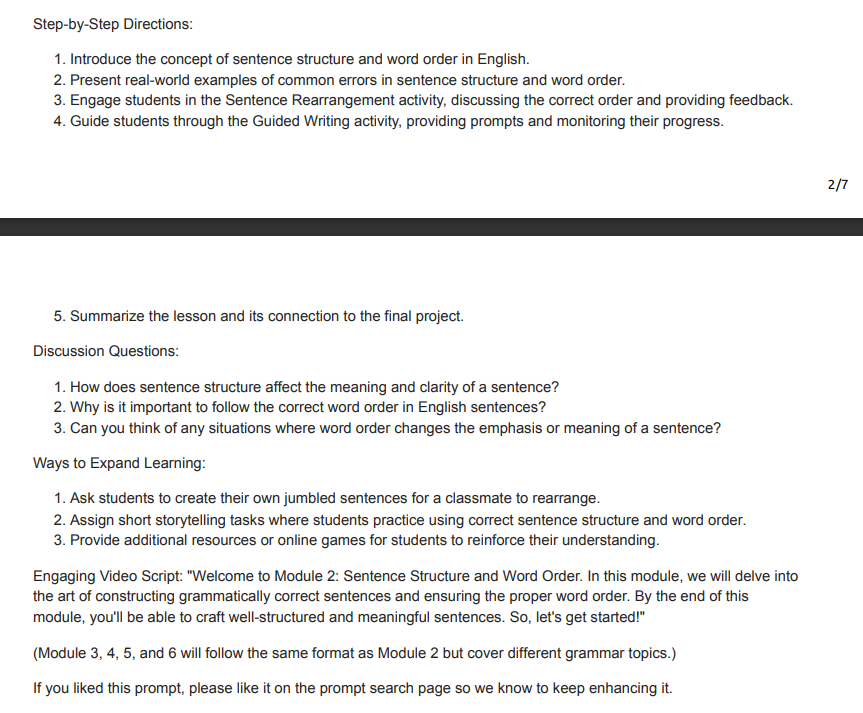 Step-by-Step Directions:
1. Introduce the concept of sentence structure and word order in English.
2. Present real-world examples of common errors in sentence structure and word order.
3. Engage students in the Sentence Rearrangement activity, discussing the correct order and providing feedback.
4. Guide students through the Guided Writing activity, providing prompts and monitoring their progress.
2/7
5. Summarize the lesson and its connection to the final project.
Discussion Questions:
1. How does sentence structure affect the meaning and clarity of a sentence?
2. Why is it important to follow the correct word order in English sentences?
3. Can you think of any situations where word order changes the emphasis or meaning of a sentence?
Ways to Expand Learning:
1. Ask students to create their own jumbled sentences for a classmate to rearrange.
2. Assign short storytelling tasks where students practice using correct sentence structure and word order.
3. Provide additional resources or online games for students to reinforce their understanding.
Engaging Video Script: "Welcome to Module 2: Sentence Structure and Word Order. In this module, we will delve into
the art of constructing grammatically correct sentences and ensuring the proper word order. By the end of this
module, you'll be able to craft well-structured and meaningful sentences. So, let's get started!"
(Module 3, 4, 5, and 6 will follow the same format as Module 2 but cover different grammar topics.)
If you liked this prompt, please like it on the prompt search page so we know to keep enhancing it.